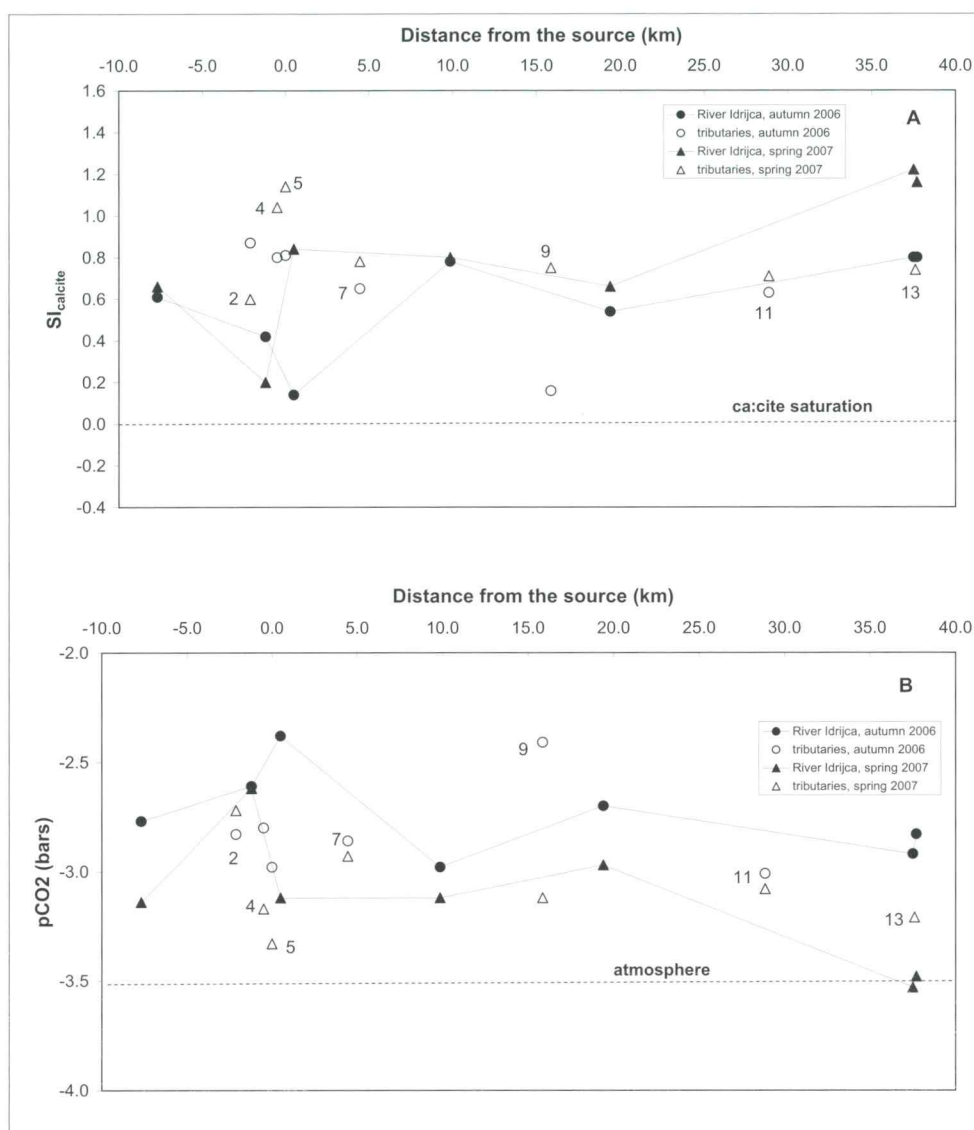 Distance from the source (km)
-10.0 -5.0 0.0 5.0 10.0 15.0 20.0 25.0 30.0 35.0 40.0
1.6
1.4
1.2
1.0
0.8
0.6
0.4
0.2
0.0
-0.2
-0.4
SIcalcite
A
River Idrijca, autumn 2006
tributaries, autumn 2006
River Idrijca, spring 2007
tributaries, spring 2007
5
4
2
7
9
11
13
ca:cite saturation
Distance from the source (km)
-10.0 -5.0 0.0 5.0 10.0 15.0 20.0 25.0 30.0 35.0 40.0
-2.0
-2.5
-3.0
-3.5
-4.0
pCO2 (bars)
B
River Idrijca, autumn 2006
tributaries, autumn 2006
River Idrijca, spring 2007
tributaries, spring 2007
9
7
2
4
5
11
13
atmosphere